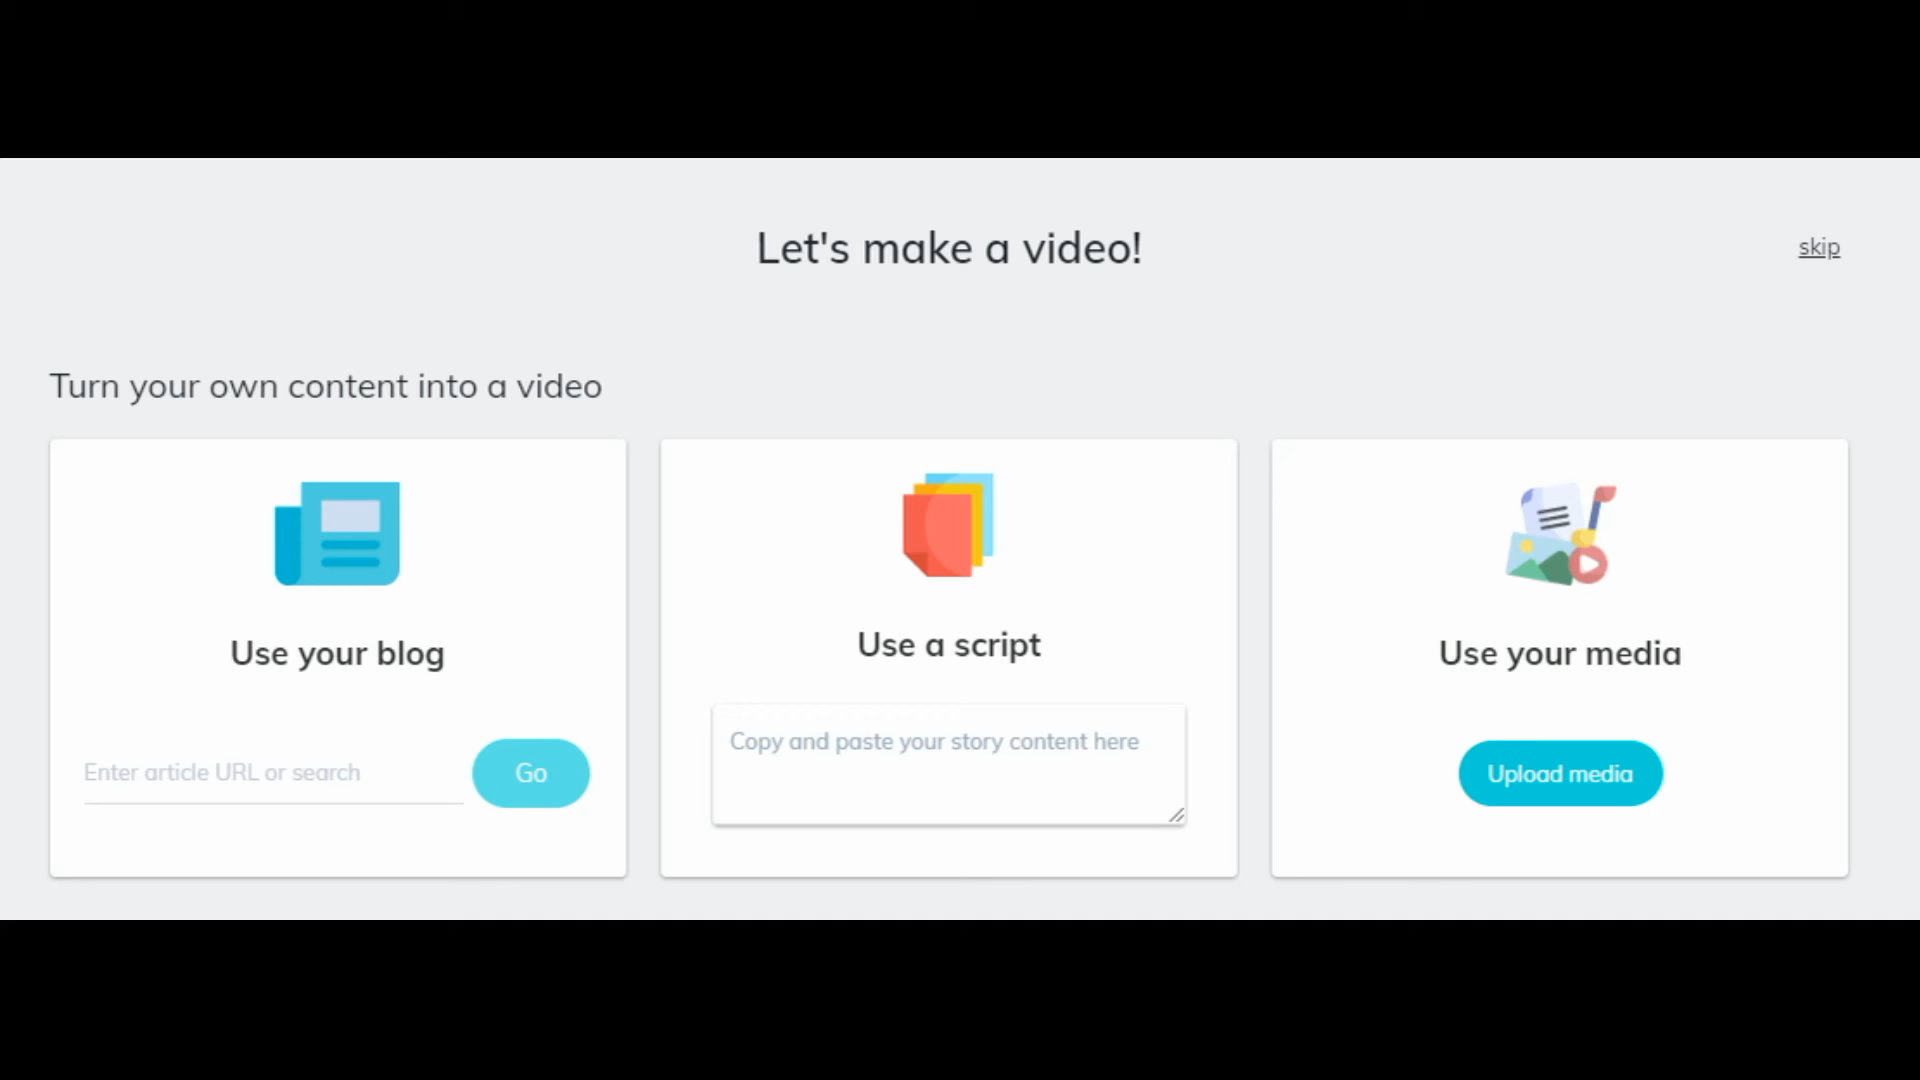 Let's make a video!
skip
Turn your own content into a video
Use your blog
Enter article URL or search
Go
Use a script
Copy and paste your story content here
Use your media
Upload media